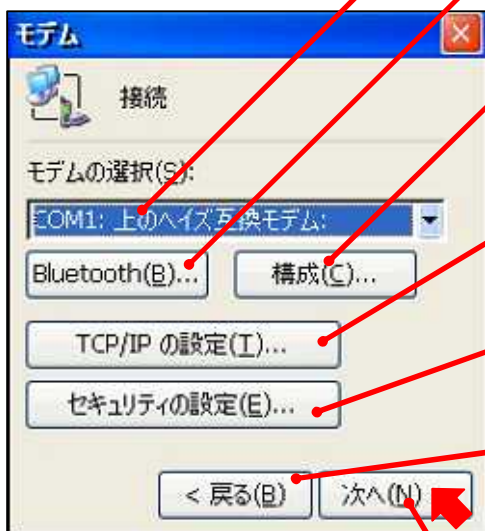 モデム
接続
モデムの選択(S):
COM1: 上のヘイズ互換モデム:
Bluetooth(B)...
構成(C)...
TCP/IP の設定(T)...
セキュリティの設定(E)...
< 戻る(B)
次へ(N)